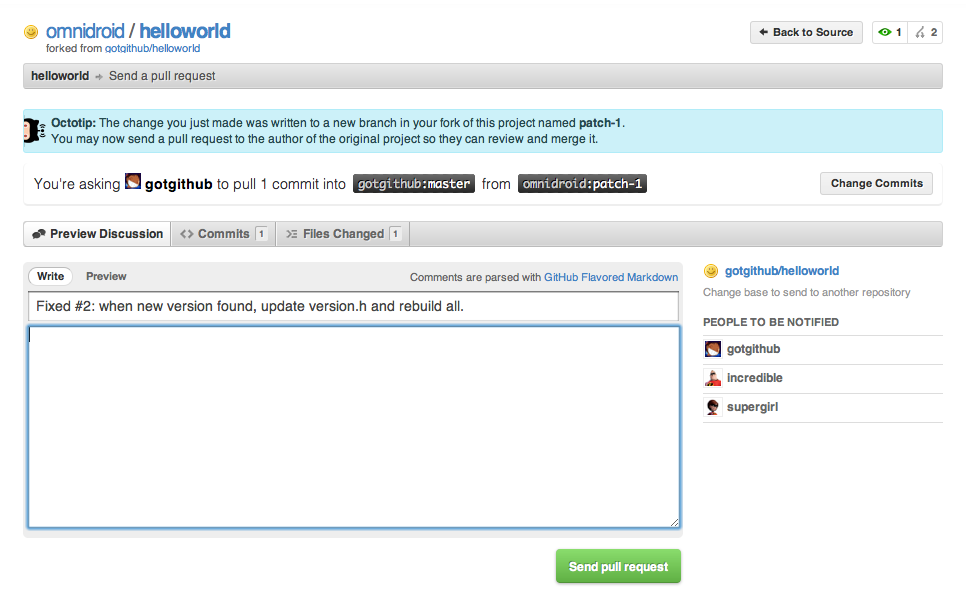 omnidroid / helloworld
forked from gotgithub/helloworld
Back to Source
1
2
helloworld Send a pull request
Octotip: The change you just made was written to a new branch in your fork of this project named patch-1.
You may now send a pull request to the author of the original project so they can review and merge it.
You're asking gotgithub to pull 1 commit into gotgithub:master from omnidroid:patch-1
Change Commits
Preview Discussion
Commits 1
Files Changed 1
Write
Preview
Comments are parsed with GitHub Flavored Markdown
Fixed #2: when new version found, update version.h and rebuild all.
Send pull request
gotgithub/helloworld
Change base to send to another repository
PEOPLE TO BE NOTIFIED
gotgithub
incredible
supergirl